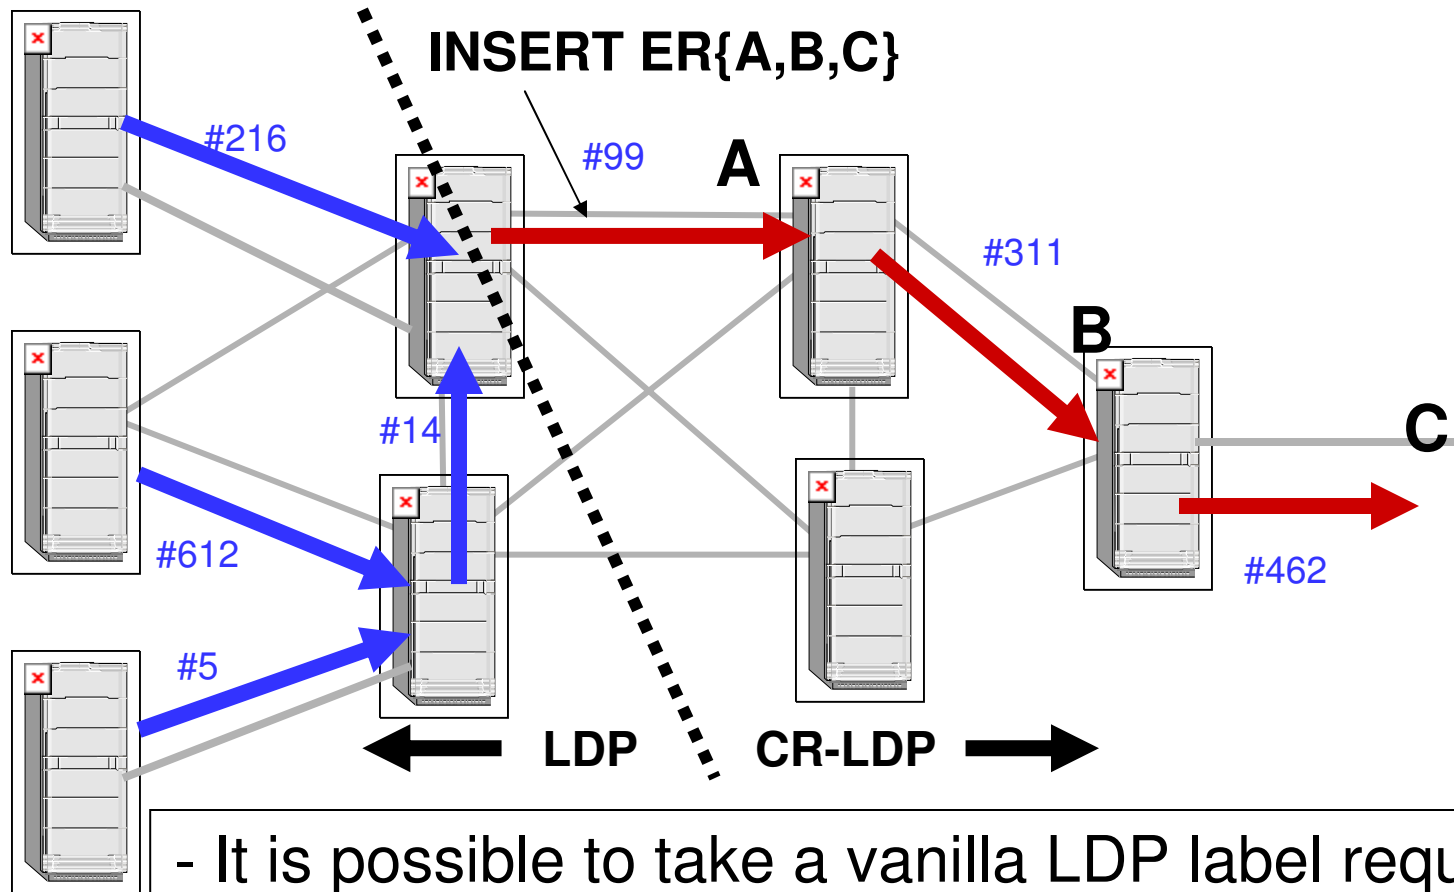 INSERT ER{A,B,C}
#216
#99
A
#311
B
#14
C
#612
#462
#5
LDP
CR-LDP
- It is possible to take a vanilla LDP label requ